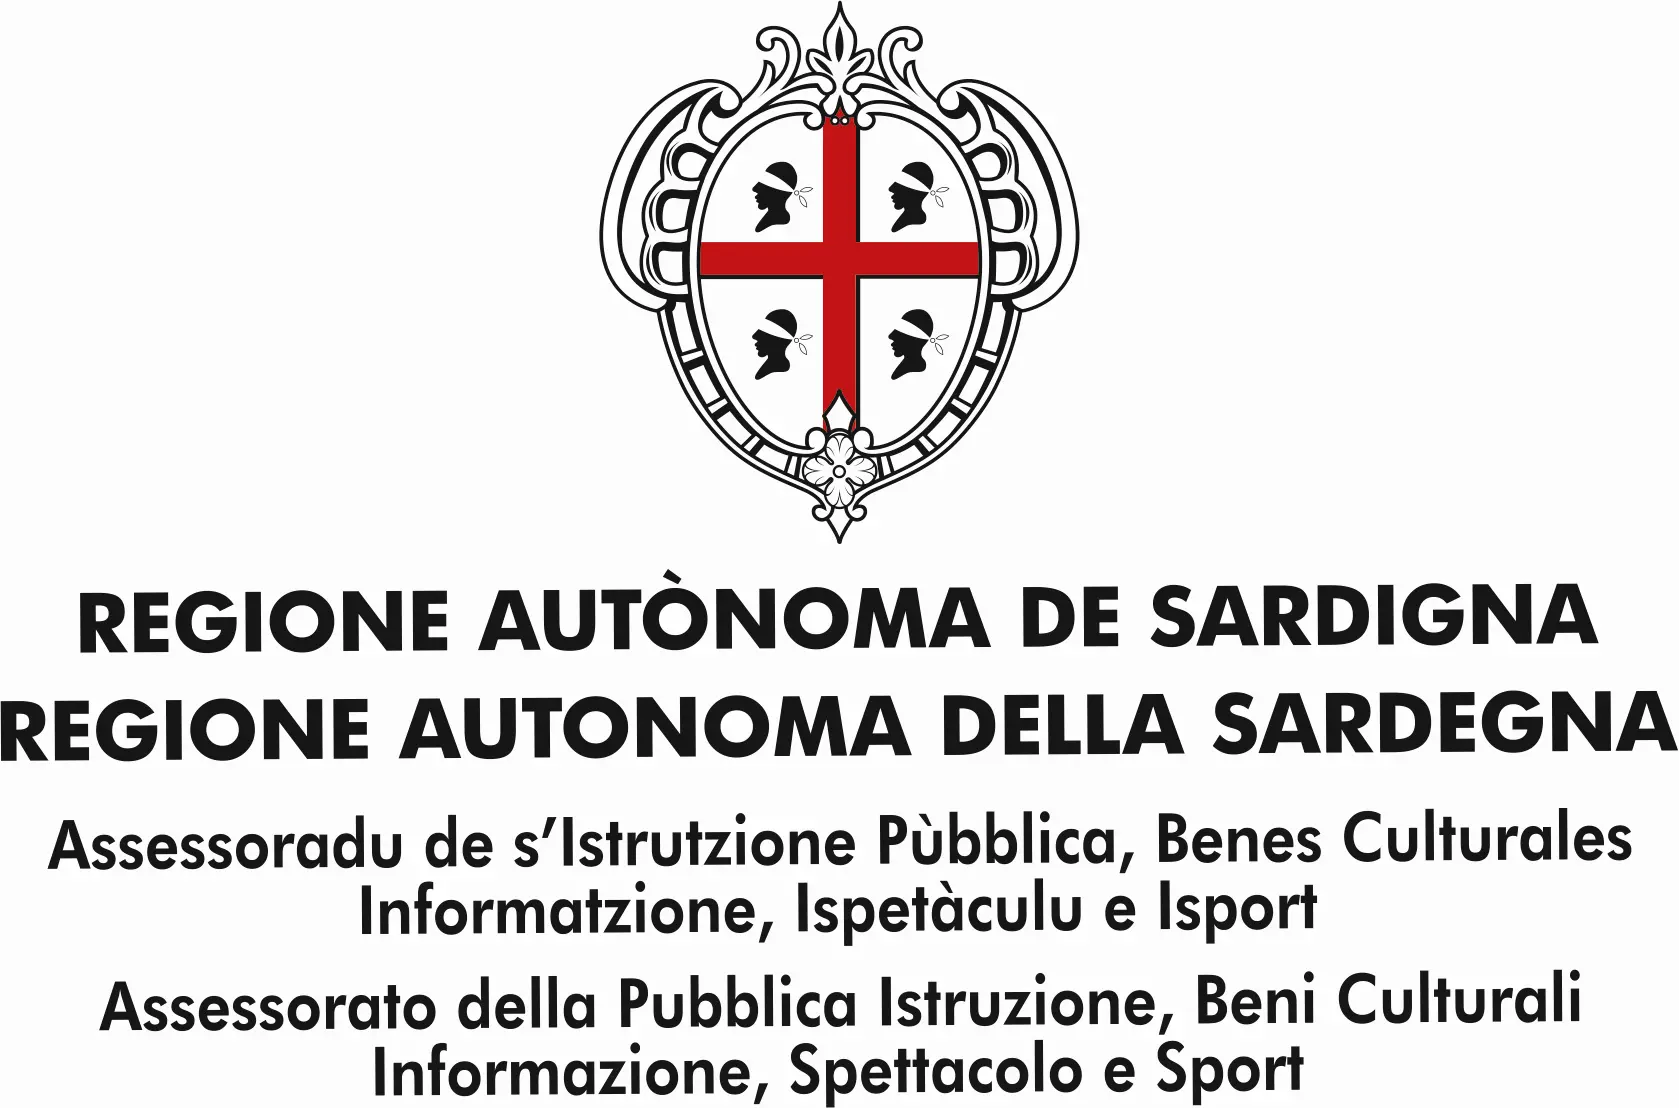 REGIONE AUTÒNOMA DE SARDIGNA
REGIONE AUTONOMA DELLA SARDEGNA
Assessoradu de s’Istrutzione Pùbblica, Benes Culturales
Informatzione, Ispetàculu e Isport
Assessorato della Pubblica Istruzione, Beni Culturali
Informazione, Spettacolo e Sport